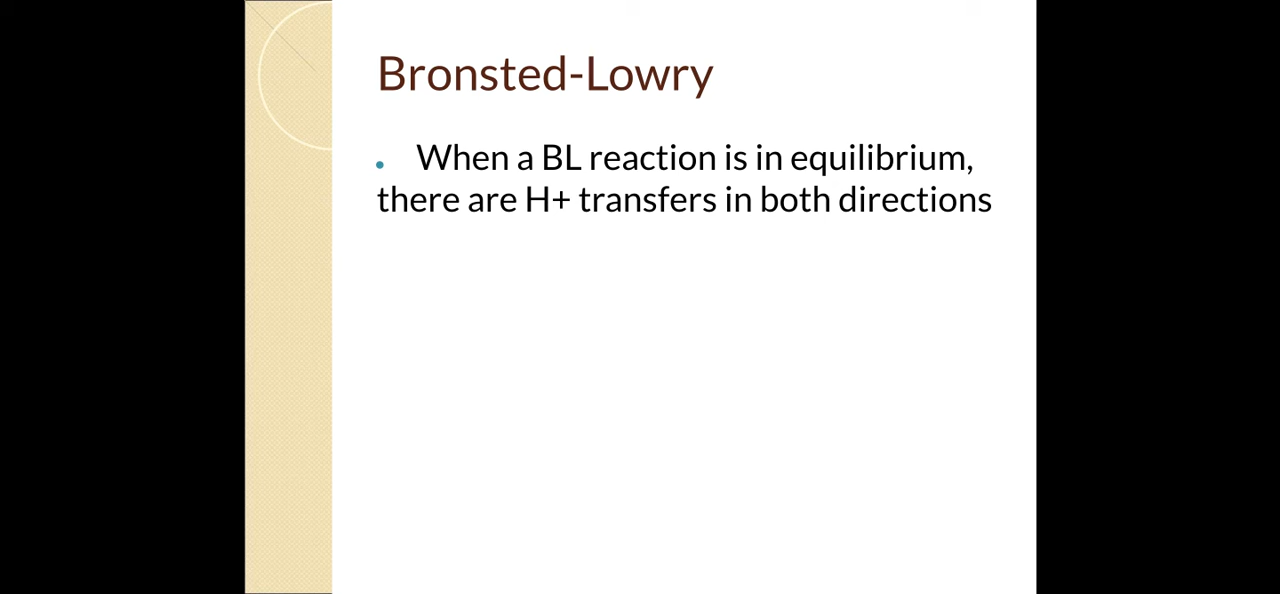 Bronsted-Lowry
• When a BL reaction is in equilibrium,
there are H+ transfers in both directions